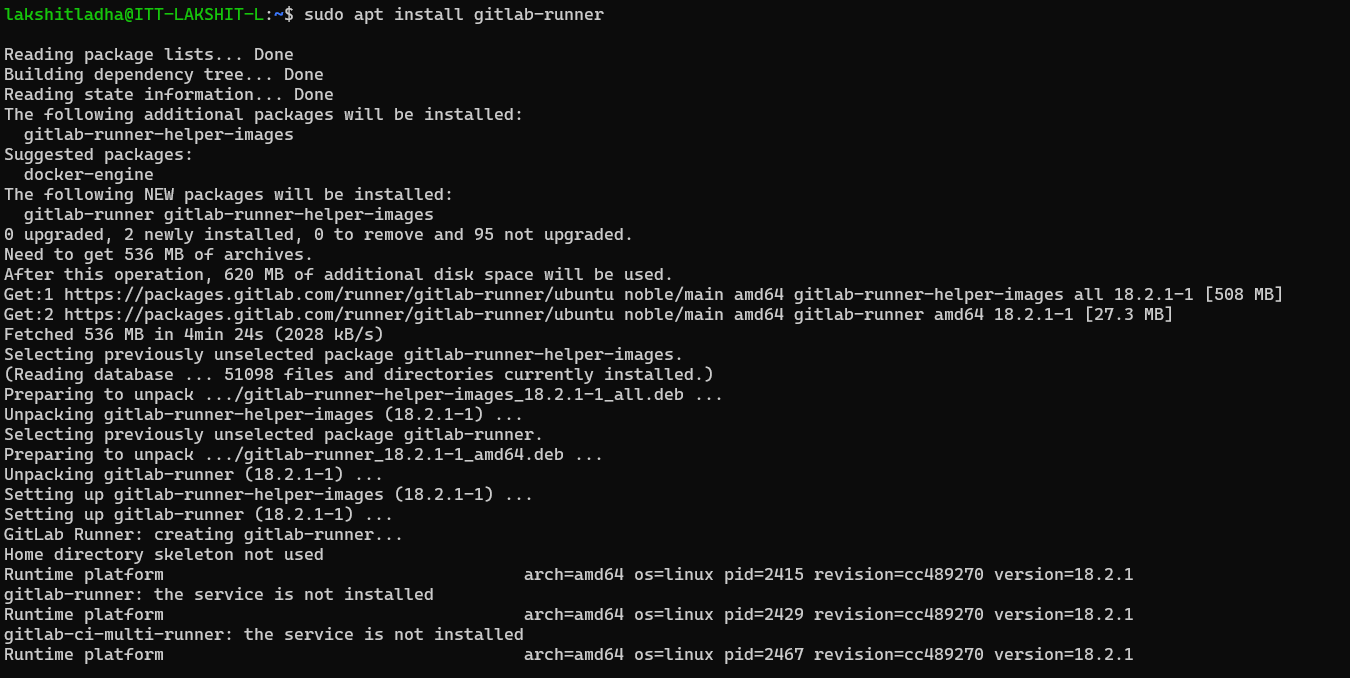 lakshitladha@ITT-LAKSHIT-L:~$ sudo apt install gitlab-runner
Reading package lists... Done
Building dependency tree... Done
Reading state information... Done
The following additional packages will be installed:
  gitlab-runner-helper-images
Suggested packages:
  docker-engine
The following NEW packages will be installed:
  gitlab-runner gitlab-runner-helper-images
0 upgraded, 2 newly installed, 0 to remove and 95 not upgraded.
Need to get 536 MB of archives.
After this operation, 620 MB of additional disk space will be used.
Get:1 https://packages.gitlab.com/runner/gitlab-runner/ubuntu noble/main amd64 gitlab-runner-helper-images all 18.2.1-1 [508 MB]
Get:2 https://packages.gitlab.com/runner/gitlab-runner/ubuntu noble/main amd64 gitlab-runner amd64 18.2.1-1 [27.3 MB]
Fetched 536 MB in 4min 24s (2028 kB/s)
Selecting previously unselected package gitlab-runner-helper-images.
(Reading database ... 51098 files and directories currently installed.)
Preparing to unpack .../gitlab-runner-helper-images_18.2.1-1_all.deb ...
Unpacking gitlab-runner-helper-images (18.2.1-1) ...
Selecting previously unselected package gitlab-runner.
Preparing to unpack .../gitlab-runner_18.2.1-1_amd64.deb ...
Unpacking gitlab-runner (18.2.1-1) ...
Setting up gitlab-runner-helper-images (18.2.1-1) ...
Setting up gitlab-runner (18.2.1-1) ...
GitLab Runner: creating gitlab-runner...
Home directory skeleton not used
Runtime platform                                    arch=amd64 os=linux pid=2415 revision=cc489270 version=18.2.1
gitlab-runner: the service is not installed
Runtime platform                                    arch=amd64 os=linux pid=2429 revision=cc489270 version=18.2.1
gitlab-ci-multi-runner: the service is not installed
Runtime platform                                    arch=amd64 os=linux pid=2467 revision=cc489270 version=18.2.1